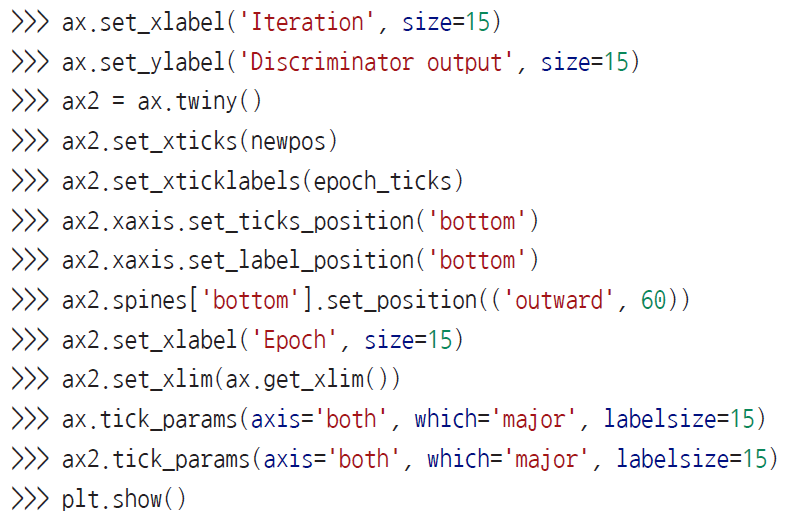 >>> ax.set_xlabel('Iteration', size=15)
>>> ax.set_ylabel('Discriminator output', size=15)
>>> ax2 = ax.twiny()
>>> ax2.set_xticks(newpos)
>>> ax2.set_xticklabels(epoch_ticks)
>>> ax2.xaxis.set_ticks_position('bottom')
>>> ax2.xaxis.set_label_position('bottom')
>>> ax2.spines['bottom'].set_position(('outward', 60))
>>> ax2.set_xlabel('Epoch', size=15)
>>> ax2.set_xlim(ax.get_xlim())
>>> ax.tick_params(axis='both', which='major', labelsize=15)
>>> ax2.tick_params(axis='both', which='major', labelsize=15)
>>> plt.show()